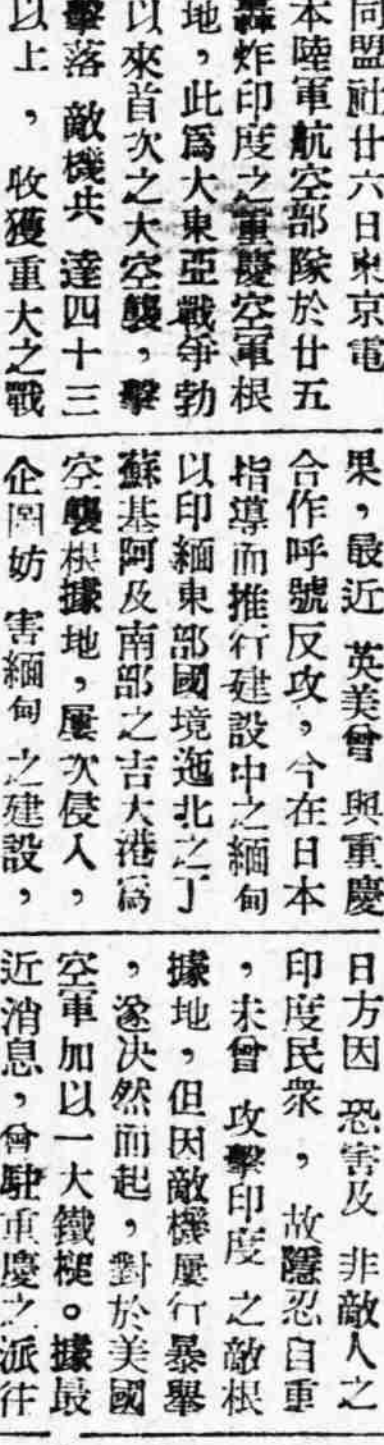 同盟社廿六日東京電
本陸軍航空部隊於廿五
轟炸印度之重慶空軍根
地，此爲大東亞戰爭勃
以來首次之大空襲，擊
擊落敵機共達四十三
以上，收獲重大之戰
果，最近英美曾與重慶
合作呼號反攻，今在日本
指導而推行建設中之緬甸
以印緬東部國境迤北之丁
蘇基阿及南部之吉大港爲
空襲根據地，屢次侵入，
企圖妨害緬甸之建設，
日方因恐害及非敵人之
印度民衆，故隱忍自重
，未曾攻擊印度之敵根
據地，但因敵機屢行暴舉
，遂決然而起，對於美國
空軍加以一大鐵槌。據最
近消息，曾駐重慶之派往